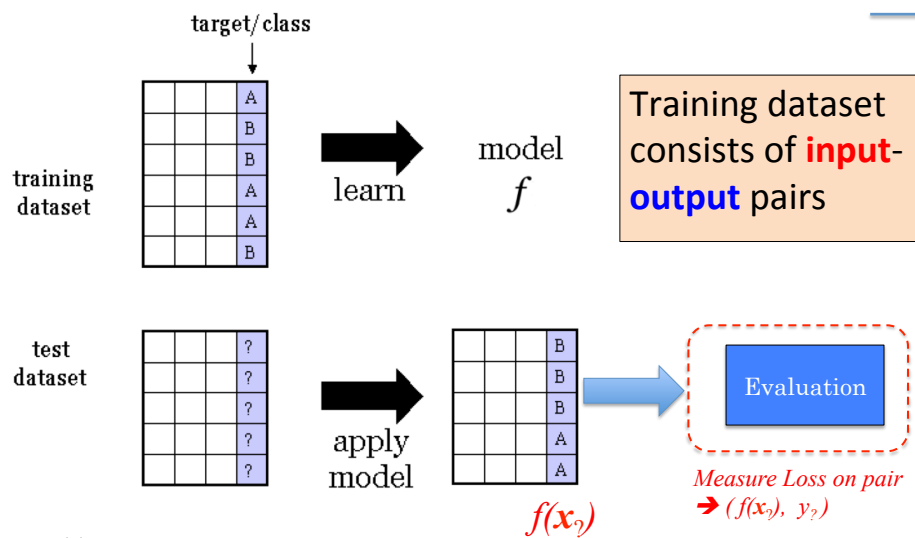 target/class
A
B
B
A
A
B
training
dataset
learn
model
f
Training dataset
consists of input-
output pairs
test
dataset
?
?
?
?
?
apply
model
B
B
B
A
A
f(x?)
Evaluation
Measure Loss on pair
➔ ( f(x?), y? )